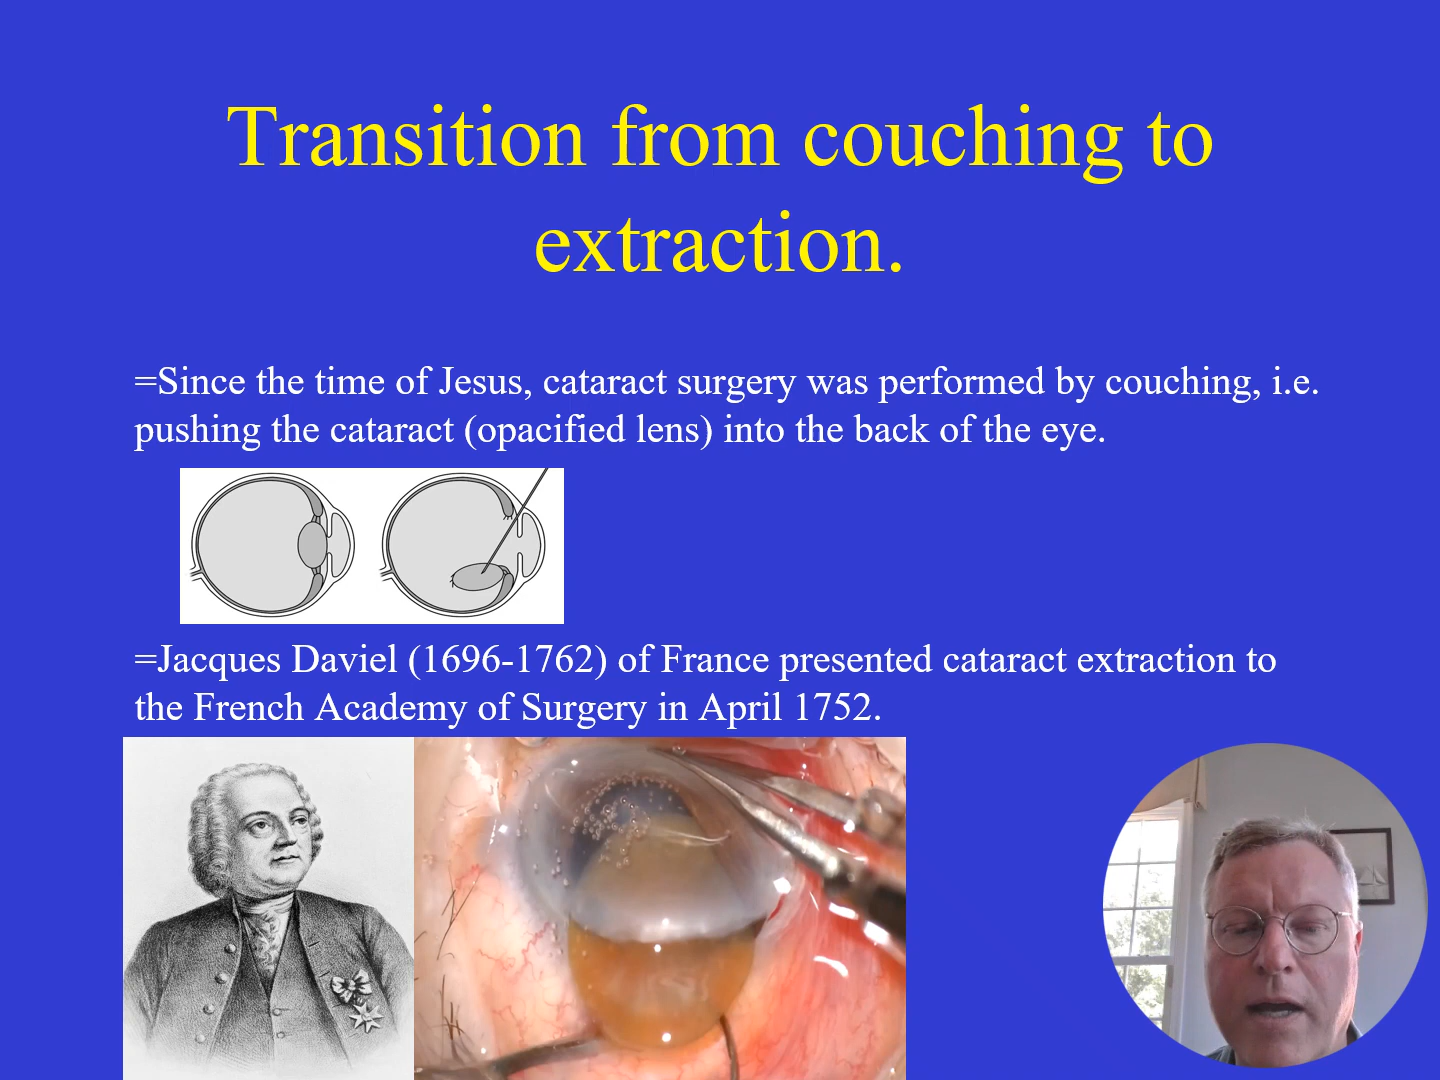 Transition from couching to
extraction.
=Since the time of Jesus, cataract surgery was performed by couching, i.e.
pushing the cataract (opacified lens) into the back of the eye.
=Jacques Daviel (1696-1762) of France presented cataract extraction to
the French Academy of Surgery in April 1752.